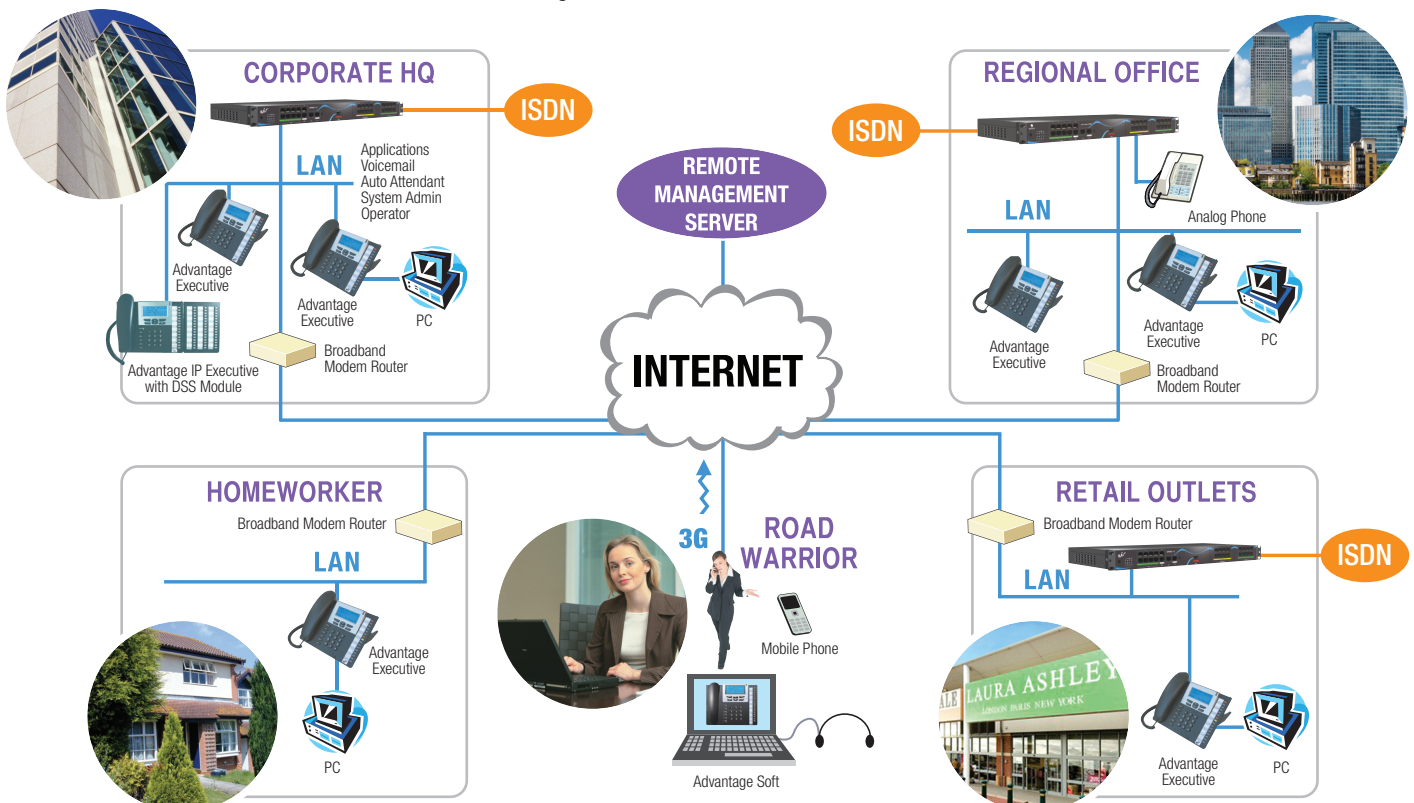 CORPORATE HQ
ISDN
LAN
Applications
Voicemail
Auto Attendant
System Admin
Operator
Advantage
Executive
Advantage
Executive
PC
Advantage IP Executive
with DSS Module
Broadband
Modem Router
REMOTE
MANAGEMENT
SERVER
INTERNET
REGIONAL OFFICE
ISDN
Analog Phone
LAN
Advantage
Executive
Advantage
Executive
PC
Broadband
Modem Router
HOMEWORKER
Broadband Modem Router
LAN
Advantage
Executive
PC
3G
ROAD
WARRIOR
Mobile Phone
Advantage Soft
RETAIL OUTLETS
Broadband Modem Router
ISDN
LAN
ALE
LAURA ASHLEY
LONDON PARIS NEW YORK
Advantage
Executive
PC